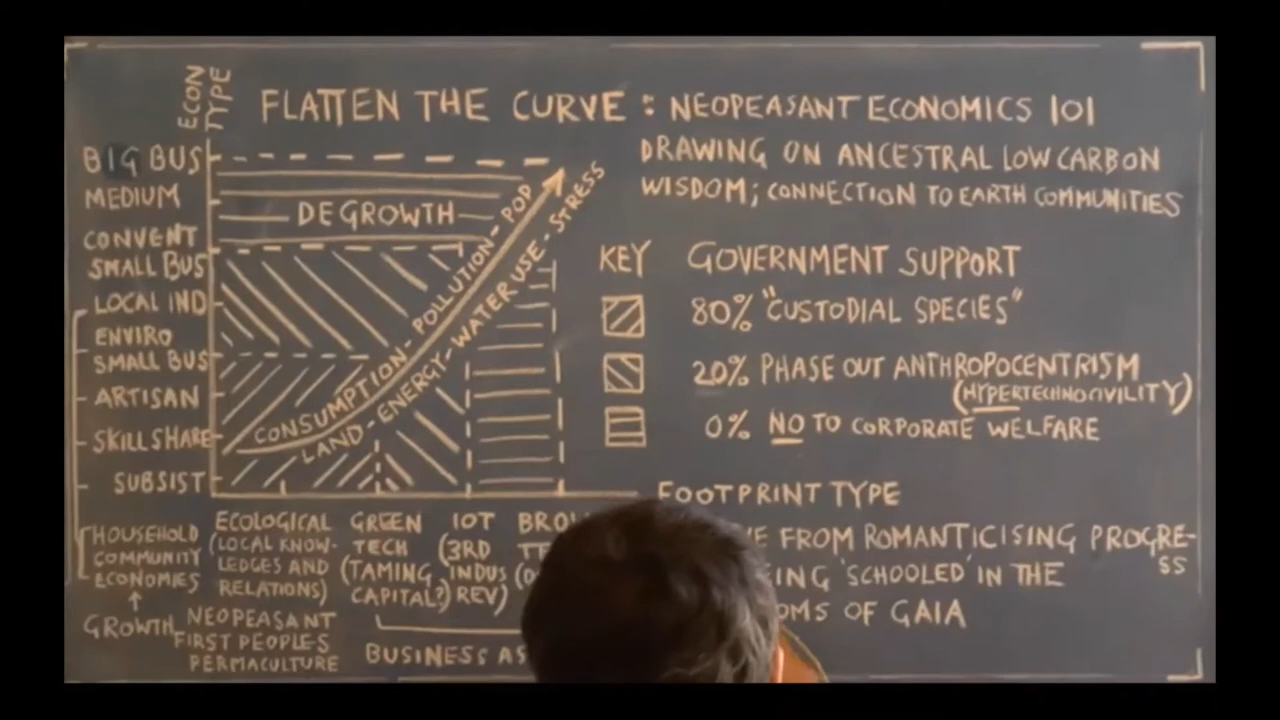 ECON
TYPE
FLATTEN THE CURVE : NEOPEASANT ECONOMICS 101
DRAWING ON ANCESTRAL LOW CARBON
WISDOM; CONNECTION TO EARTH COMMUNITIES
BIG BUS
MEDIUM
CONVENT
SMALL BUS
LOCAL IND
ENVIRO
SMALL BUS
ARTISAN
SKILLSHARE
SUBSIST
DEGROWTH
CONSUMPTION - POLLUTION - POP
LAND - ENERGY - WATER USE - STRESS
KEY GOVERNMENT SUPPORT
80% "CUSTODIAL SPECIES"
20% PHASE OUT ANTHROPOCENTRISM
(HYPERTECHNOCIVILITY)
0% NO TO CORPORATE WELFARE
FOOTPRINT TYPE
HOUSEHOLD
COMMUNITY
ECONOMIES
↑
GROWTH
ECOLOGICAL
(LOCAL KNOW-
LEDGES AND
RELATIONS)
NEOPEASANT
FIRST PEOPLES
PERMACULTURE
GREEN
TECH
(TAMING
CAPITAL?)
IOT
(3RD
INDUS
REV)
BUSINESS AS
FROM ROMANTICISING PROGRE-
SS
'SCHOOLED' IN THE
OF GAIA